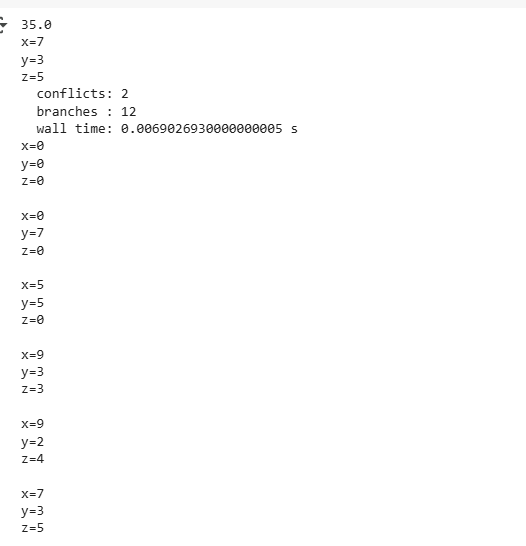 35.0
x=7
y=3
z=5
  conflicts: 2
  branches : 12
  wall time: 0.0069026930000000005 s
x=0
y=0
z=0

x=0
y=7
z=0

x=5
y=5
z=0

x=9
y=3
z=3

x=9
y=2
z=4

x=7
y=3
z=5